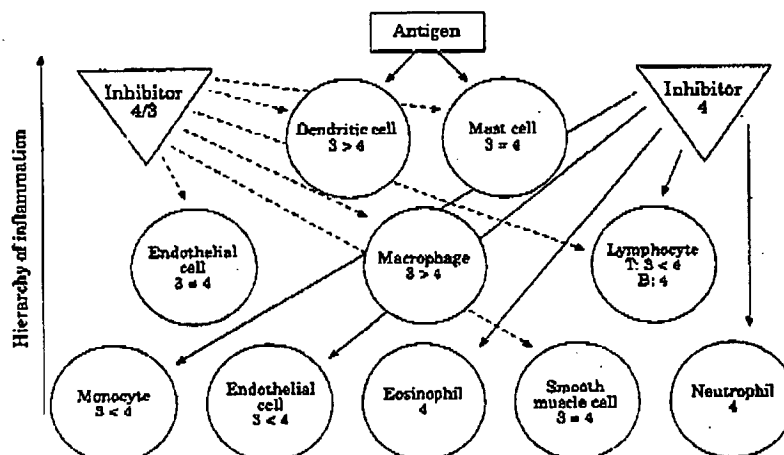 Antigen
Hierarchy of inflammation
Inhibitor
4/3
Dendritic cell
3 > 4
Mast cell
3 = 4
Inhibitor
4
Endothelial
cell
3 = 4
Macrophage
3 > 4
Lymphocyte
T: 3 < 4
B: 4
Monocyte
3 < 4
Endothelial
cell
3 < 4
Eosinophil
4
Smooth
muscle cell
3 = 4
Neutrophil
4